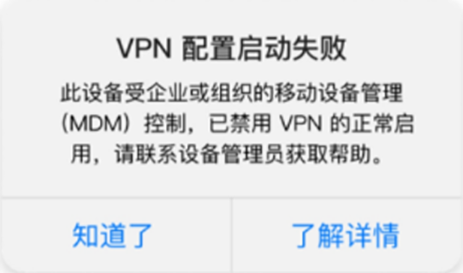 VPN 配置启动失败
此设备受企业或组织的移动设备管理
（MDM）控制，已禁用 VPN 的正常启
用，请联系设备管理员获取帮助。
知道了
了解详情